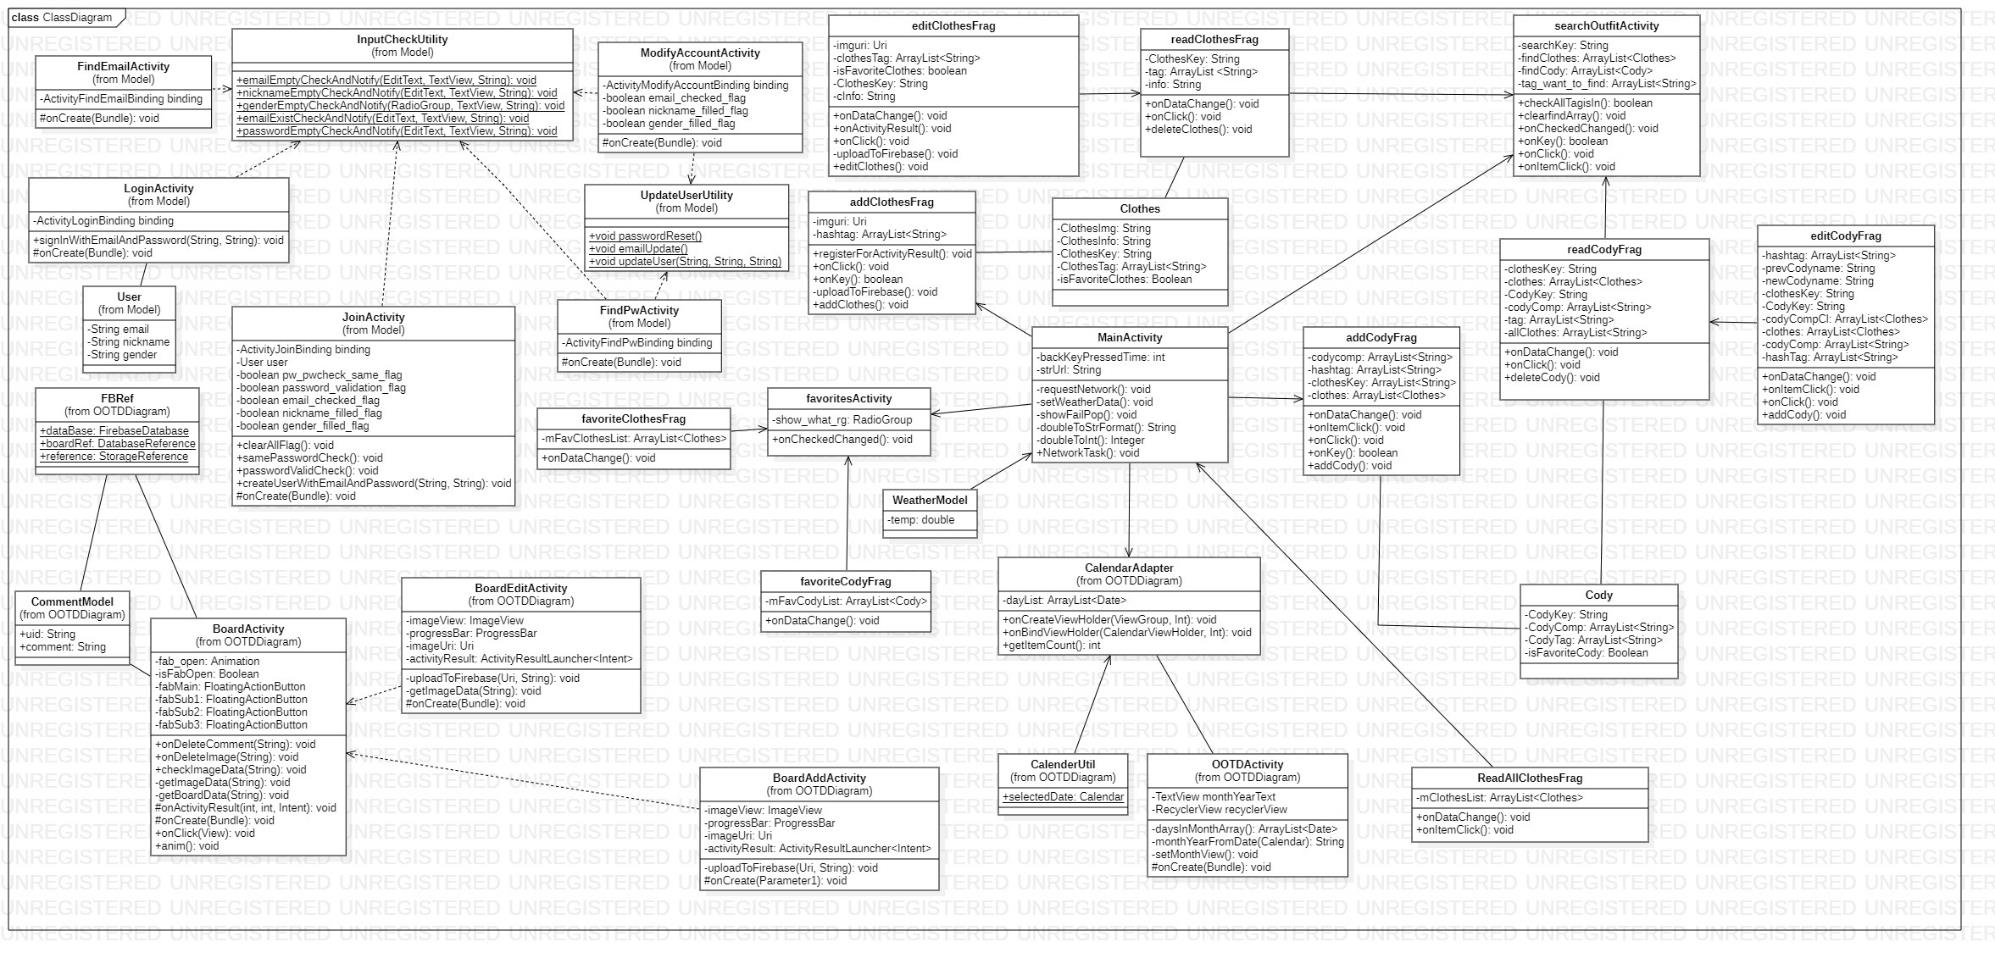 class ClassDiagram
FindEmailActivity
(from Model)
-ActivityFindEmailBinding binding
#onCreate(Bundle): void
InputCheckUtility
(from Model)
+emailEmptyCheckAndNotify(EditText, TextView, String): void
+nicknameEmptyCheckAndNotify(EditText, TextView, String): void
+genderEmptyCheckAndNotify(RadioGroup, TextView, String): void
+emailExistCheckAndNotify(EditText, TextView, String): void
+passwordEmptyCheckAndNotify(EditText, TextView, String): void
ModifyAccountActivity
(from Model)
-ActivityModifyAccountBinding binding
-boolean email_checked_flag
-boolean nickname_filled_flag
-boolean gender_filled_flag
#onCreate(Bundle): void
editClothesFrag
-imguri: Uri
-clothesTag: ArrayList<String>
-isFavoriteClothes: boolean
-ClothesKey: String
-cInfo: String
+onDataChange(): void
+onActivityResult(): void
+onClick(): void
-uploadToFirebase(): void
+editClothes(): void
readClothesFrag
-ClothesKey: String
-tag: ArrayList <String>
-info: String
+onDataChange(): void
+onClick(): void
+deleteClothes(): void
searchOutfitActivity
-searchKey: String
-findClothes: ArrayList<Clothes>
-findCody: ArrayList<Cody>
-tag_want_to_find: ArrayList<String>
+checkAllTagisIn(): boolean
+clearfindArray(): void
+onCheckedChanged(): void
+onKey(): boolean
+onClick(): void
+onItemClick(): void
LoginActivity
(from Model)
-ActivityLoginBinding binding
+signInWithEmailAndPassword(String, String): void
#onCreate(Bundle): void
UpdateUserUtility
(from Model)
+void passwordReset()
+void emailUpdate()
+void updateUser(String, String, String)
addClothesFrag
-imguri: Uri
-hashtag: ArrayList<String>
+registerForActivityResult(): void
+onClick(): void
+onKey(): boolean
-uploadToFirebase(): void
+addClothes(): void
Clothes
-ClothesImg: String
-ClothesInfo: String
-ClothesKey: String
-ClothesTag: ArrayList<String>
-isFavoriteClothes: Boolean
readCodyFrag
-clothesKey: String
-clothes: ArrayList<Clothes>
-CodyKey: String
-codyComp: ArrayList<String>
-tag: ArrayList<String>
-allClothes: ArrayList<String>
+onDataChange(): void
+onClick(): void
+deleteCody(): void
editCodyFrag
-hashtag: ArrayList<String>
-prevCodyname: String
-newCodyname: String
-clothesKey: String
-CodyKey: String
-codyCompCl: ArrayList<Clothes>
-clothes: ArrayList<Clothes>
-codyComp: ArrayList<String>
-hashTag: ArrayList<String>
+onDataChange(): void
+onItemClick(): void
+onClick(): void
+addCody(): void
User
(from Model)
-String email
-String nickname
-String gender
JoinActivity
(from Model)
-ActivityJoinBinding binding
-User user
-boolean pw_pwcheck_same_flag
-boolean password_validation_flag
-boolean email_checked_flag
-boolean nickname_filled_flag
-boolean gender_filled_flag
+clearAllFlag(): void
+samePasswordCheck(): void
+passwordValidCheck(): void
+createUserWithEmailAndPassword(String, String): void
#onCreate(Bundle): void
FindPwActivity
(from Model)
-ActivityFindPwBinding binding
#onCreate(Bundle): void
MainActivity
-backKeyPressedTime: int
-strUrl: String
-requestNetwork(): void
-setWeatherData(): void
-showFailPop(): void
-doubleToStrFormat(): String
-doubleToInt(): Integer
+NetworkTask(): void
addCodyFrag
-codycomp: ArrayList<String>
-hashtag: ArrayList<String>
-clothesKey: ArrayList<String>
-clothes: ArrayList<Clothes>
+onDataChange(): void
+onItemClick(): void
+onClick(): void
+onKey(): boolean
+addCody(): void
FBRef
(from OOTDDiagram)
+dataBase: FirebaseDatabase
+boardRef: DatabaseReference
+reference: StorageReference
favoriteClothesFrag
-mFavClothesList: ArrayList<Clothes>
+onDataChange(): void
favoritesActivity
-show_what_rg: RadioGroup
+onCheckedChanged(): void
WeatherModel
-temp: double
CommentModel
(from OOTDDiagram)
+uid: String
+comment: String
BoardActivity
(from OOTDDiagram)
-fab_open: Animation
-isFabOpen: Boolean
-fabMain: FloatingActionButton
-fabSub1: FloatingActionButton
-fabSub2: FloatingActionButton
-fabSub3: FloatingActionButton
+onDeleteComment(String): void
+onDeleteImage(String): void
+checkImageData(String): void
-getImageData(String): void
-getBoardData(String): void
#onActivityResult(int, int, Intent): void
#onCreate(Bundle): void
+onClick(View): void
+anim(): void
BoardEditActivity
(from OOTDDiagram)
-imageView: ImageView
-progressBar: ProgressBar
-imageUri: Uri
-activityResult: ActivityResultLauncher<Intent>
-uploadToFirebase(Uri, String): void
-getImageData(String): void
#onCreate(Bundle): void
favoriteCodyFrag
-mFavCodyList: ArrayList<Cody>
+onDataChange(): void
CalendarAdapter
(from OOTDDiagram)
-dayList: ArrayList<Date>
+onCreateViewHolder(ViewGroup, Int): void
+onBindViewHolder(CalendarViewHolder, Int): void
+getItemCount(): int
Cody
-CodyKey: String
-CodyComp: ArrayList<String>
-CodyTag: ArrayList<String>
-isFavoriteCody: Boolean
BoardAddActivity
(from OOTDDiagram)
-imageView: ImageView
-progressBar: ProgressBar
-imageUri: Uri
-activityResult: ActivityResultLauncher<Intent>
-uploadToFirebase(Uri, String): void
#onCreate(Parameter1): void
CalenderUtil
(from OOTDDiagram)
+selectedDate: Calendar
OOTDActivity
(from OOTDDiagram)
-TextView monthYearText
-RecyclerView recyclerView
-daysInMonthArray(): ArrayList<Date>
-monthYearFromDate(Calendar): String
-setMonthView(): void
#onCreate(Bundle): void
ReadAllClothesFrag
-mClothesList: ArrayList<Clothes>
+onDataChange(): void
+onItemClick(): void